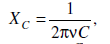 X_C = 1/(2πνC),